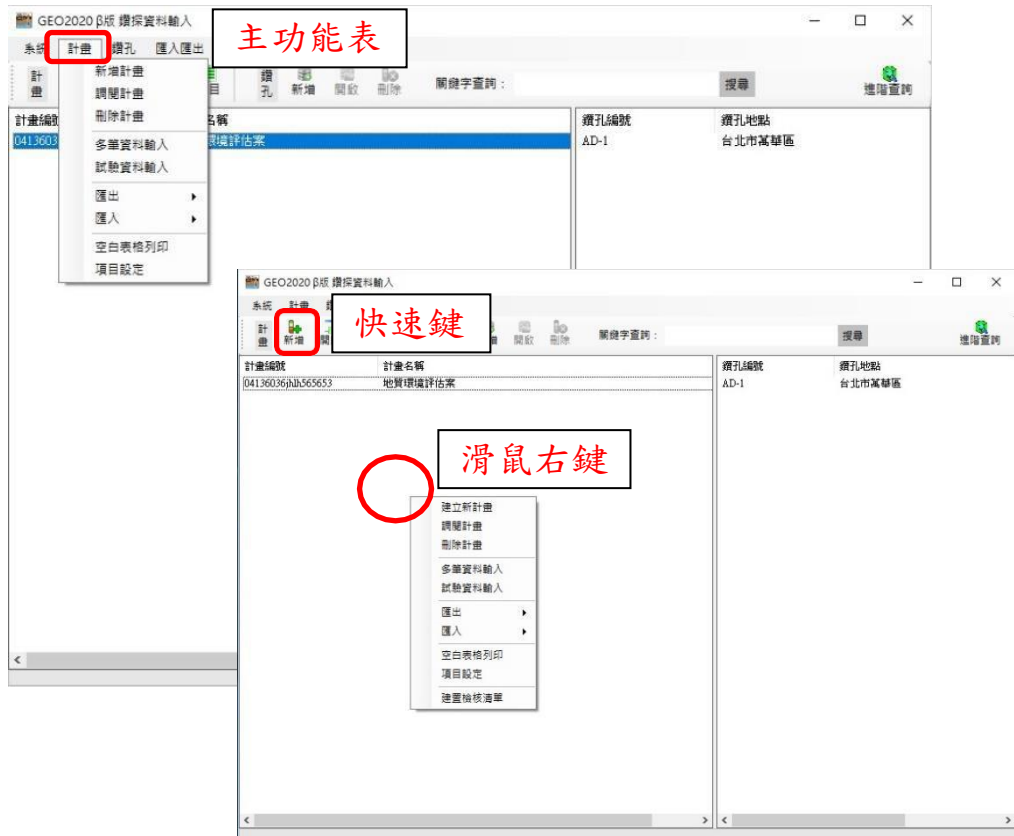 GEO2020 β版 鑽探資料輸入
系統 計畫 鑽孔 匯入匯出
主功能表
計畫
鑽孔 新增 開啟 刪除 關鍵字查詢： 搜尋 進階查詢
新增計畫
調閱計畫
刪除計畫
多筆資料輸入
試驗資料輸入
匯出
匯入
空白表格列印
項目設定
計畫編號 名稱 鑽孔編號 鑽孔地點
0413603 環境評估案 AD-1 台北市萬華區
GEO2020 β版 鑽探資料輸入
系統 計畫
快速鍵
計畫 新增 開啟 刪除 關鍵字查詢： 搜尋 進階查詢
計畫編號 計畫名稱 鑽孔編號 鑽孔地點
04136036jhlh565653 地質環境評估案 AD-1 台北市萬華區
滑鼠右鍵
建立新計畫
調閱計畫
刪除計畫
多筆資料輸入
試驗資料輸入
匯出
匯入
空白表格列印
項目設定
建置檢核清單